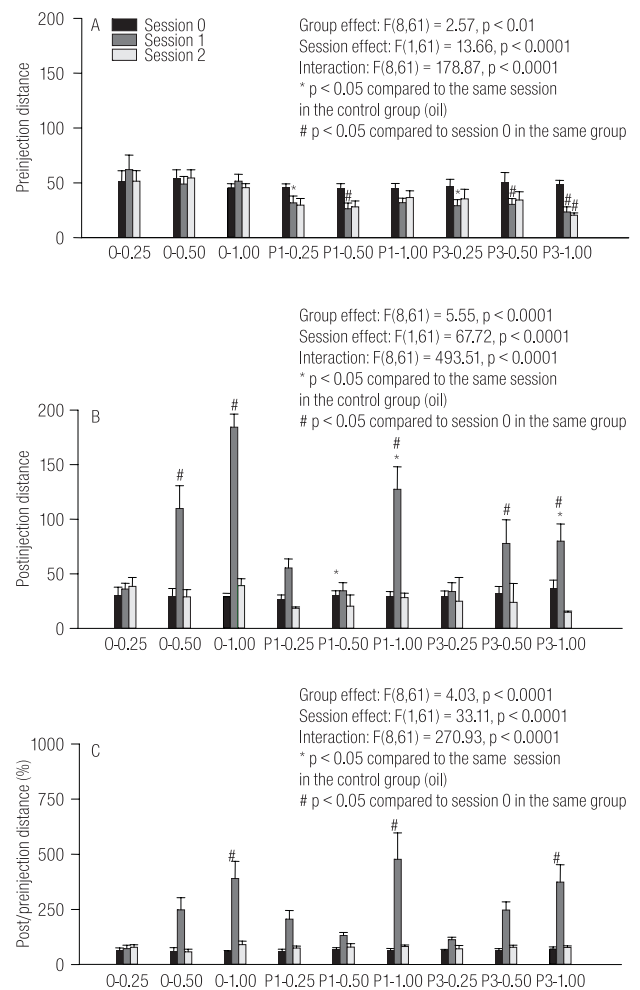 A
Session 0
Session 1
Session 2
Group effect: F(8,61) = 2.57, p < 0.01
Session effect: F(1,61) = 13.66, p < 0.0001
Interaction: F(8,61) = 178.87, p < 0.0001
* p < 0.05 compared to the same session
in the control group (oil)
# p < 0.05 compared to session 0 in the same group
Preinjection distance
200
150
100
50
0
* # * # # #
O-0.25 O-0.50 O-1.00 P1-0.25 P1-0.50 P1-1.00 P3-0.25 P3-0.50 P3-1.00
Group effect: F(8,61) = 5.55, p < 0.0001
Session effect: F(1,61) = 67.72, p < 0.0001
Interaction: F(8,61) = 493.51, p < 0.0001
* p < 0.05 compared to the same session
in the control group (oil)
# p < 0.05 compared to session 0 in the same group
B
Postinjection distance
200
150
100
50
0
# # * # * # # *
O-0.25 O-0.50 O-1.00 P1-0.25 P1-0.50 P1-1.00 P3-0.25 P3-0.50 P3-1.00
Group effect: F(8,61) = 4.03, p < 0.0001
Session effect: F(1,61) = 33.11, p < 0.0001
Interaction: F(8,61) = 270.93, p < 0.0001
* p < 0.05 compared to the same session
in the control group (oil)
# p < 0.05 compared to session 0 in the same group
C
Post/preinjection distance (%)
1000
750
500
250
0
# # #
O-0.25 O-0.50 O-1.00 P1-0.25 P1-0.50 P1-1.00 P3-0.25 P3-0.50 P3-1.00